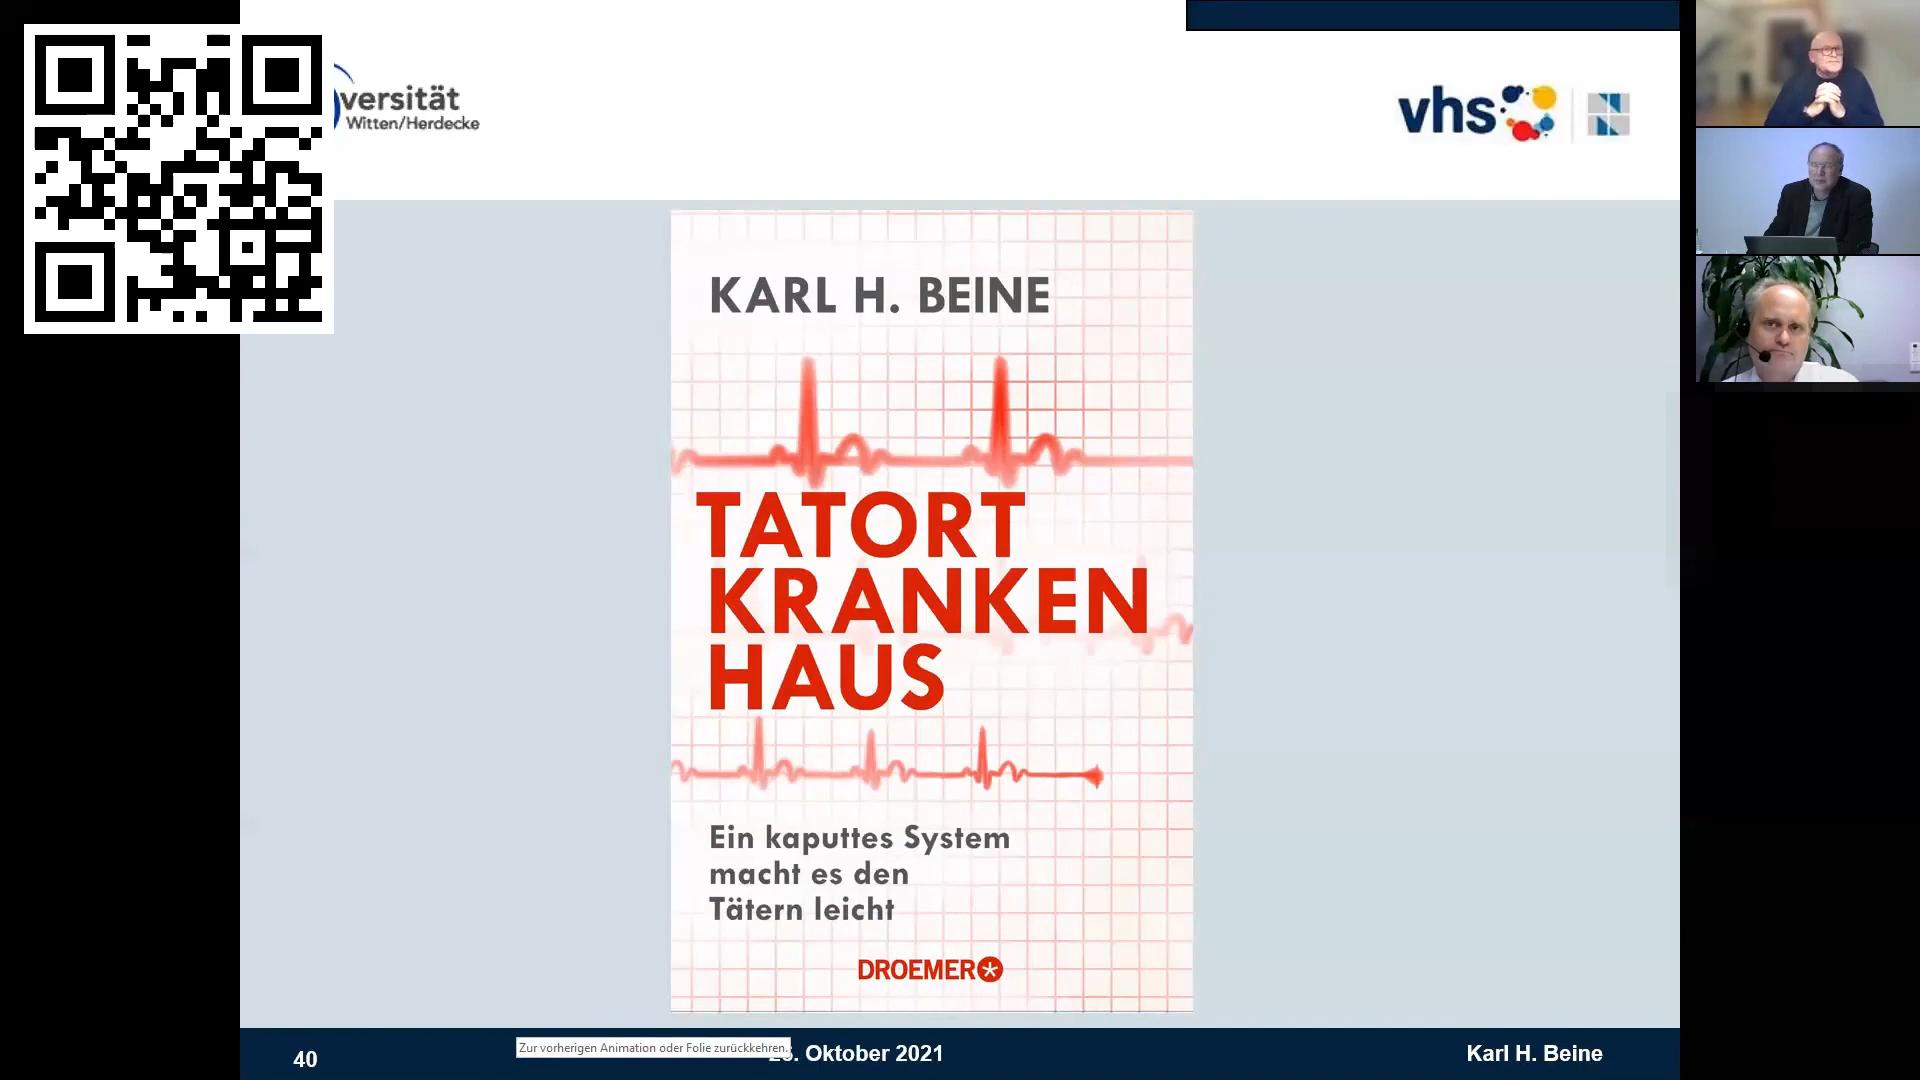 versität
Witten/Herdecke
vhs
KARL H. BEINE
TATORT
KRANKEN
HAUS
Ein kaputtes System
macht es den
Tätern leicht
DROEMER
40
Zur vorherigen Animation oder Folie zurückkehren.
. Oktober 2021
Karl H. Beine